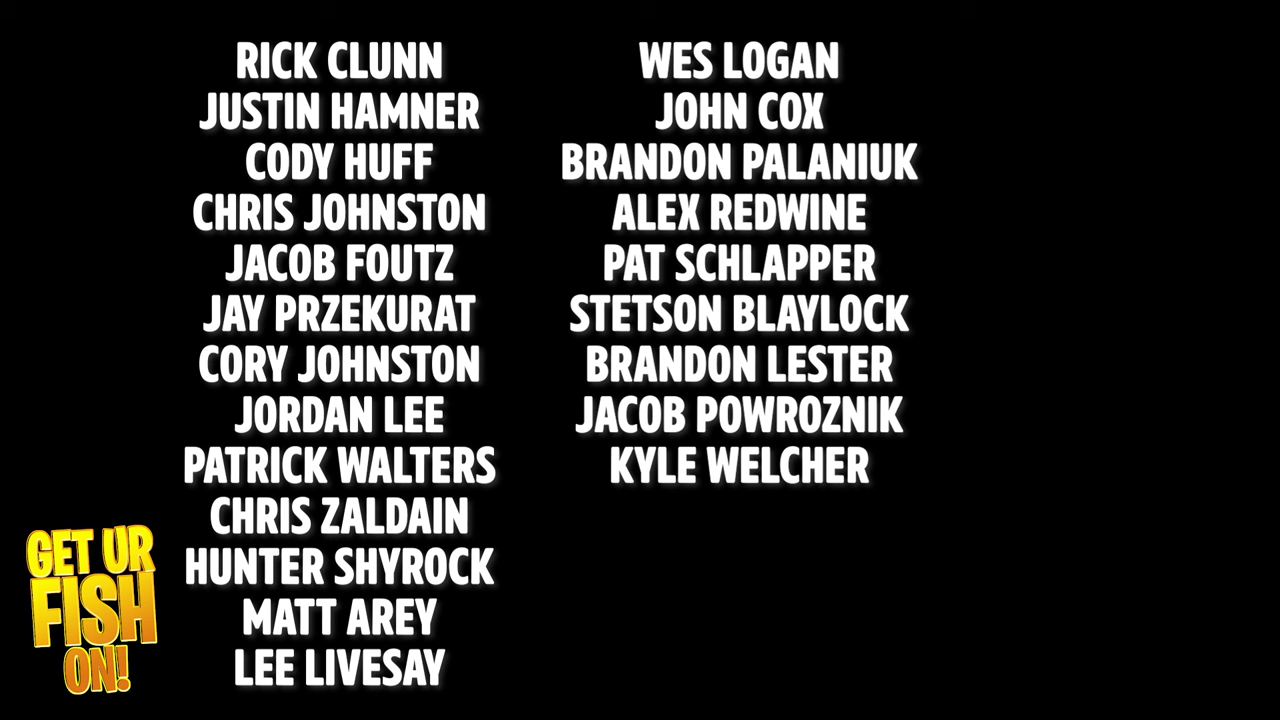 RICK CLUNN
JUSTIN HAMNER
CODY HUFF
CHRIS JOHNSTON
JACOB FOUTZ
JAY PRZEKURAT
CORY JOHNSTON
JORDAN LEE
PATRICK WALTERS
CHRIS ZALDAIN
HUNTER SHYROCK
MATT AREY
LEE LIVESAY
WES LOGAN
JOHN COX
BRANDON PALANIUK
ALEX REDWINE
PAT SCHLAPPER
STETSON BLAYLOCK
BRANDON LESTER
JACOB POWROZNIK
KYLE WELCHER
GET UR
FISH
ON!